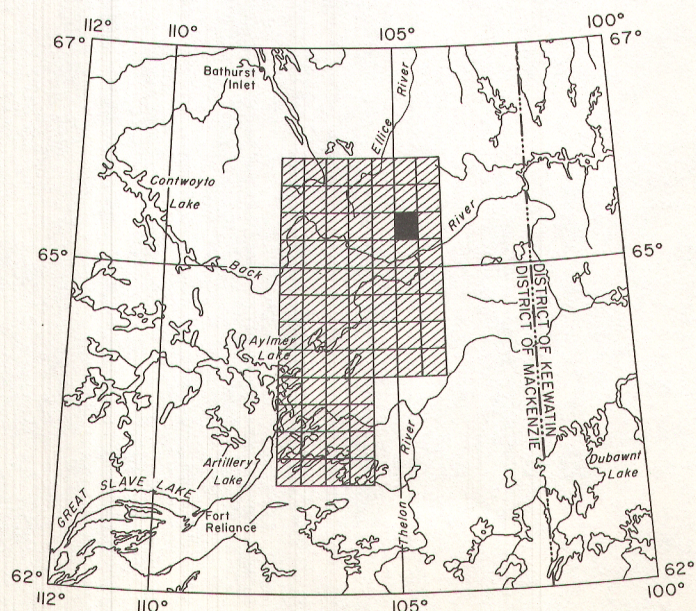 112° 110° 105° 100°
67° 67°
Bathurst
Inlet
Ellice River
Contwoyto
Lake
River
65° 65°
Back
DISTRICT OF KEEWATIN
DISTRICT OF MACKENZIE
Aylmer
Lake
Artillery
Lake
River
Thelon
Dubawnt
Lake
GREAT SLAVE LAKE
Fort
Reliance
62° 62°
112° 110° 105° 100°